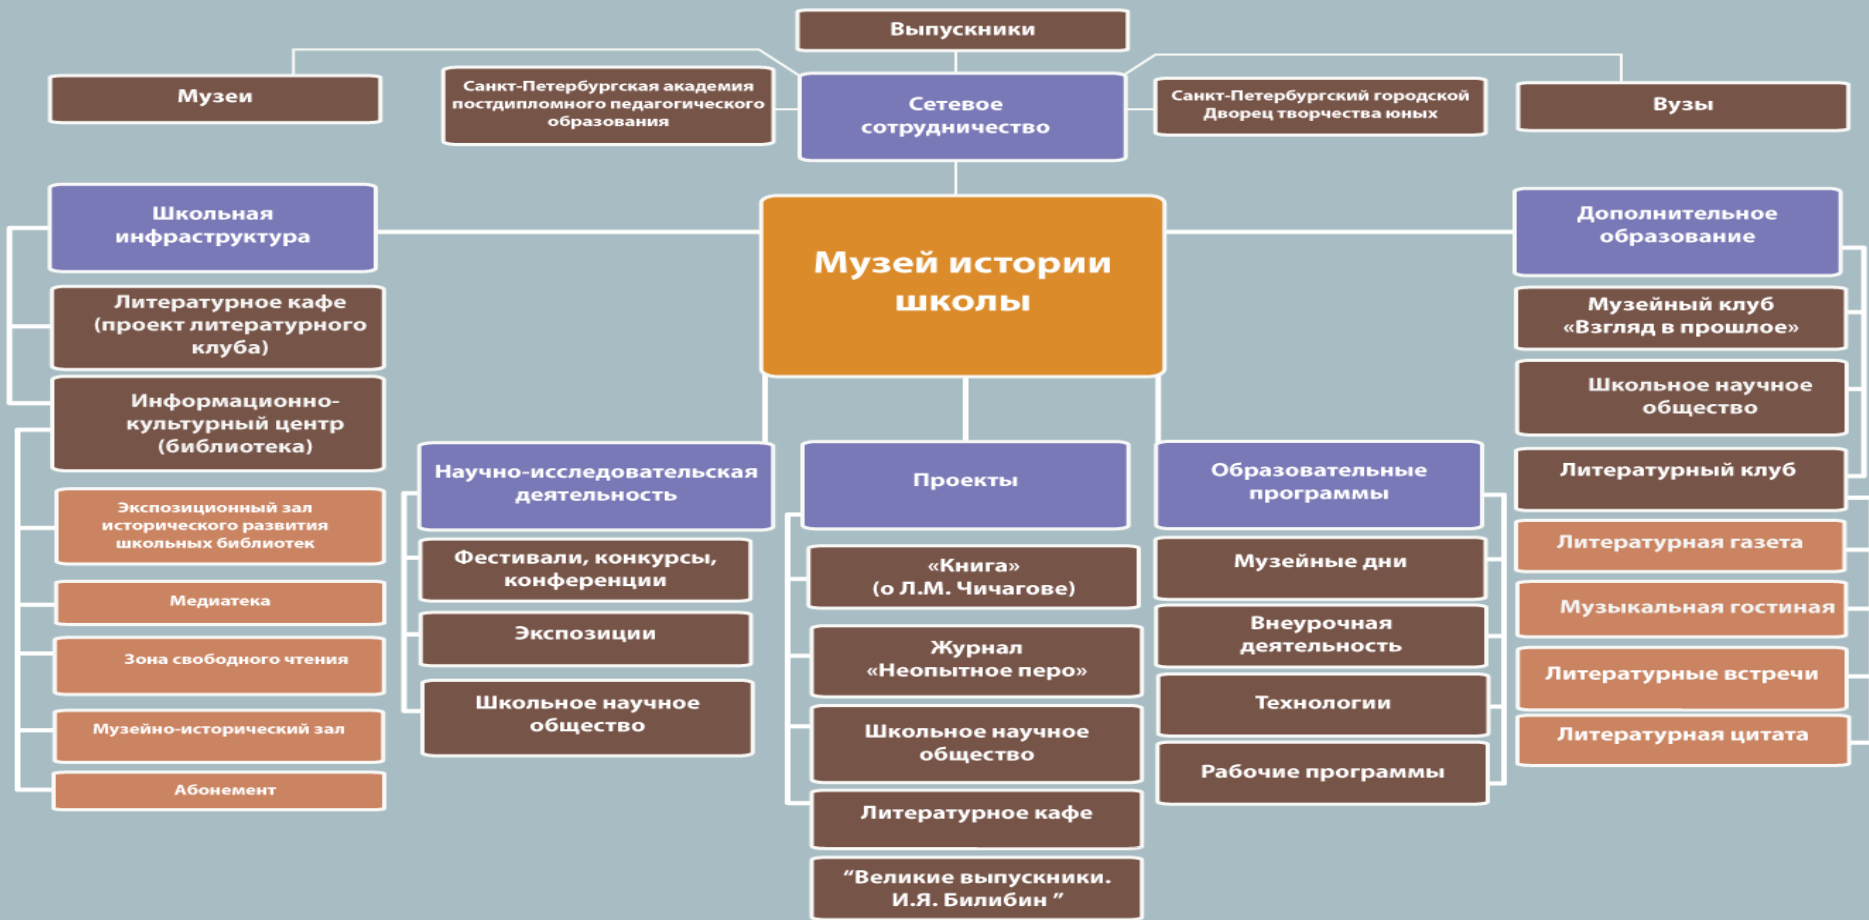 Выпускники
Музеи
Санкт-Петербургская академия
постдипломного педагогического
образования
Сетевое
сотрудничество
Санкт-Петербургский городской
Дворец творчества юных
Вузы
Музей истории
школы
Школьная
инфраструктура
Литературное кафе
(проект литературного
клуба)
Информационно-
культурный центр
(библиотека)
Экспозиционный зал
исторического развития
школьных библиотек
Медиатека
Зона свободного чтения
Музейно-исторический зал
Абонемент
Научно-исследовательская
деятельность
Фестивали, конкурсы,
конференции
Экспозиции
Школьное научное
общество
Проекты
«Книга»
(о Л.М. Чичагове)
Журнал
«Неопытное перо»
Школьное научное
общество
Литературное кафе
“Великие выпускники.
И.Я. Билибин ”
Образовательные
программы
Музейные дни
Внеурочная
деятельность
Технологии
Рабочие программы
Дополнительное
образование
Музейный клуб
«Взгляд в прошлое»
Школьное научное
общество
Литературный клуб
Литературная газета
Музыкальная гостиная
Литературные встречи
Литературная цитата